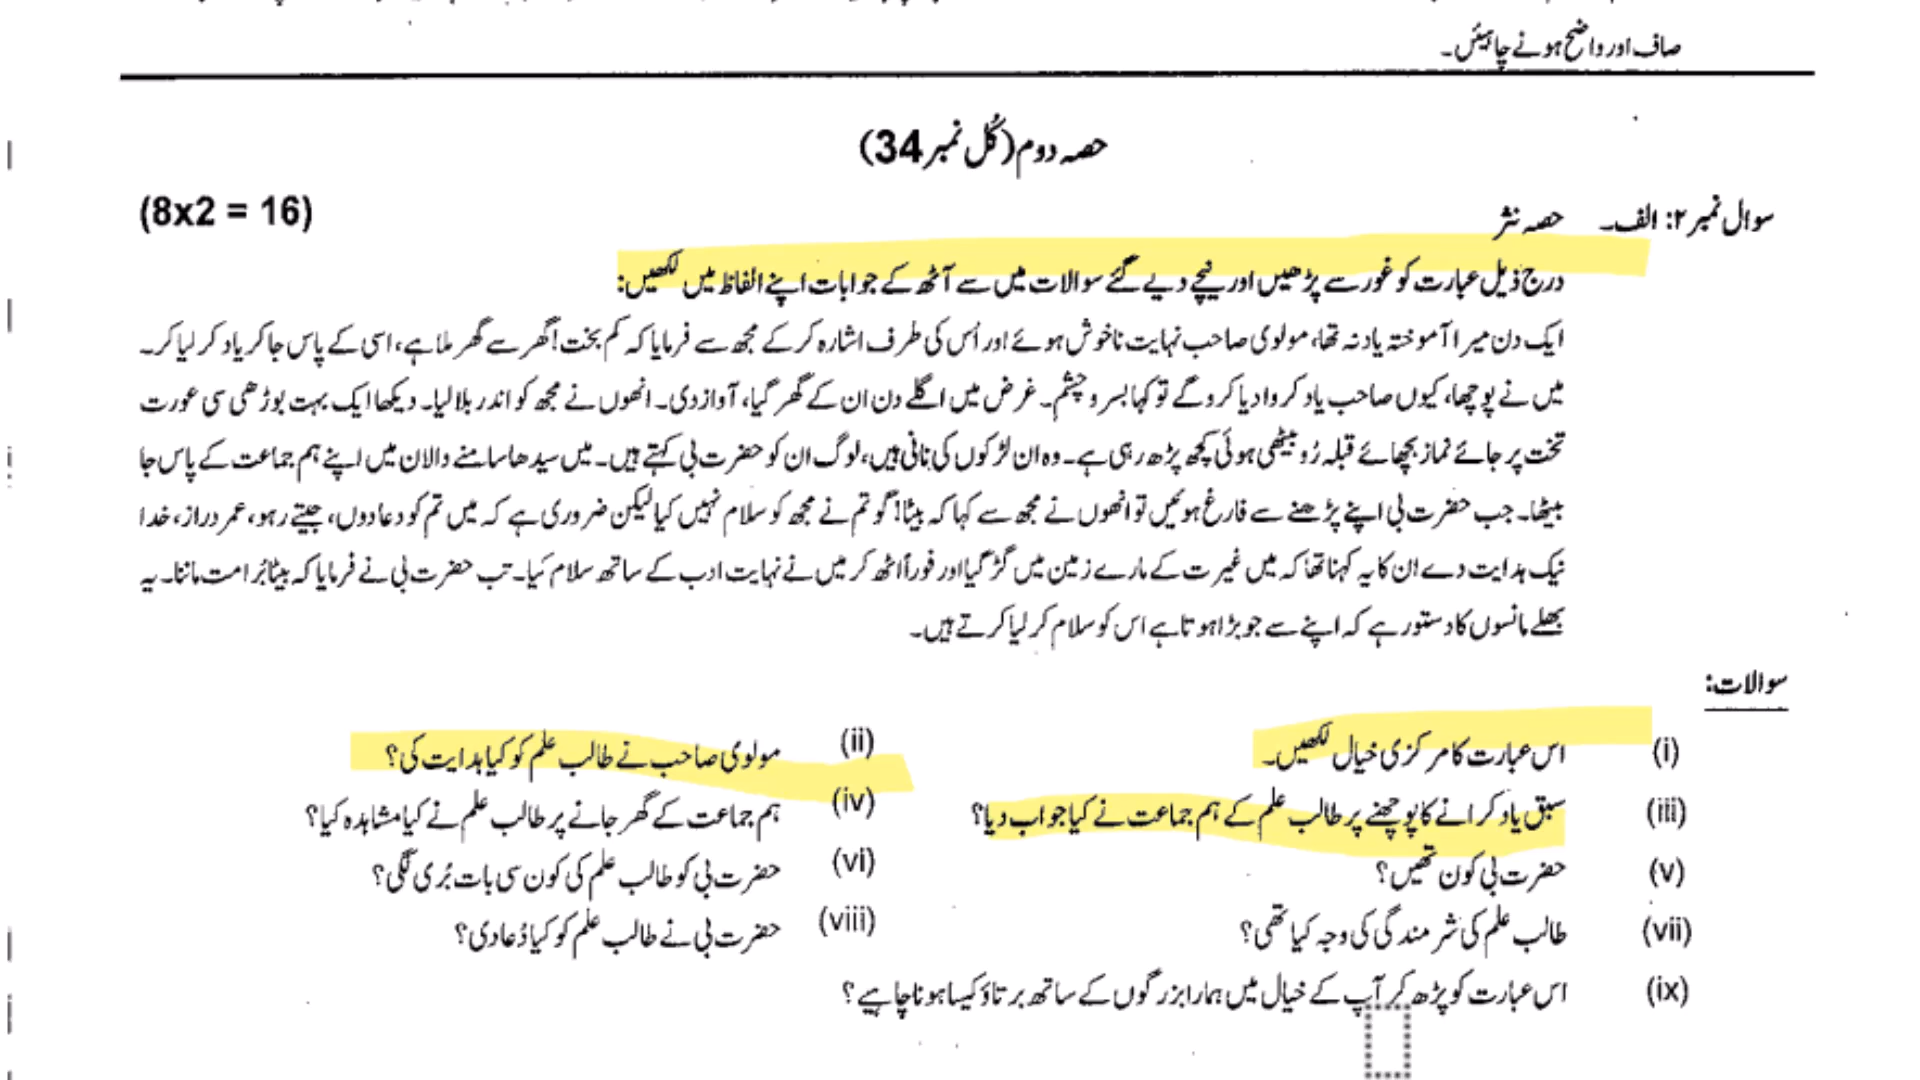 صاف اور واضح ہونے چاہئیں۔
حصہ دوم (کُل نمبر 34)
سوال نمبر ۲: الف۔ حصہ نثر (8x2 = 16)
درج ذیل عبارت کو غور سے پڑھیں اور نیچے دیے گئے سوالات میں سے آٹھ کے جوابات اپنے الفاظ میں لکھیں:
ایک دن میرا آموختہ یاد نہ تھا، مولوی صاحب نہایت ناخوش ہوئے اور اُس کی طرف اشارہ کر کے مجھ سے فرمایا کہ کم بخت! گھر سے گھر ملا ہے، اسی کے پاس جا کر یاد کر لیا کر۔
میں نے پوچھا، کیوں صاحب یاد کروا دیا کرو گے تو کہا بسر و چشم۔ غرض میں اگلے دن ان کے گھر گیا، آواز دی۔ انھوں نے مجھ کو اندر بلا لیا۔ دیکھا ایک بہت بوڑھی سی عورت
تخت پر جائے نماز بچھائے قبلہ رُو بیٹھی ہوئی کچھ پڑھ رہی ہے۔ وہ ان لڑکوں کی نانی ہیں، لوگ ان کو حضرت بی کہتے ہیں۔ میں سیدھا سامنے والان میں اپنے ہم جماعت کے پاس جا
بیٹھا۔ جب حضرت بی اپنے پڑھنے سے فارغ ہوئیں تو انھوں نے مجھ سے کہا کہ بیٹا! گو تم نے مجھ کو سلام نہیں کیا لیکن ضروری ہے کہ میں تم کو دعا دوں، جیتے رہو، عمر دراز، خدا
نیک ہدایت دے ان کا یہ کہنا تھا کہ میں غیرت کے مارے زمین میں گڑ گیا اور فوراً اٹھ کر میں نے نہایت ادب کے ساتھ سلام کیا۔ تب حضرت بی نے فرمایا کہ بیٹا بُرا مت ماننا۔ یہ
بھلے مانسوں کا دستور ہے کہ اپنے سے جو بڑا ہوتا ہے اس کو سلام کر لیا کرتے ہیں۔
سوالات:
(i) اس عبارت کا مرکزی خیال لکھیں۔ (ii) مولوی صاحب نے طالب علم کو کیا ہدایت کی؟
(iii) سبق یاد کرانے کا پوچھنے پر طالب علم کے ہم جماعت نے کیا جواب دیا؟ (iv) ہم جماعت کے گھر جانے پر طالب علم نے کیا مشاہدہ کیا؟
(v) حضرت بی کون تھیں؟ (vi) حضرت بی کو طالب علم کی کون سی بات بُری لگی؟
(vii) طالب علم کی شرمندگی کی وجہ کیا تھی؟ (viii) حضرت بی نے طالب علم کو کیا دُعا دی؟
(ix) اس عبارت کو پڑھ کر آپ کے خیال میں ہمارا بزرگوں کے ساتھ برتاؤ کیسا ہونا چاہیے؟